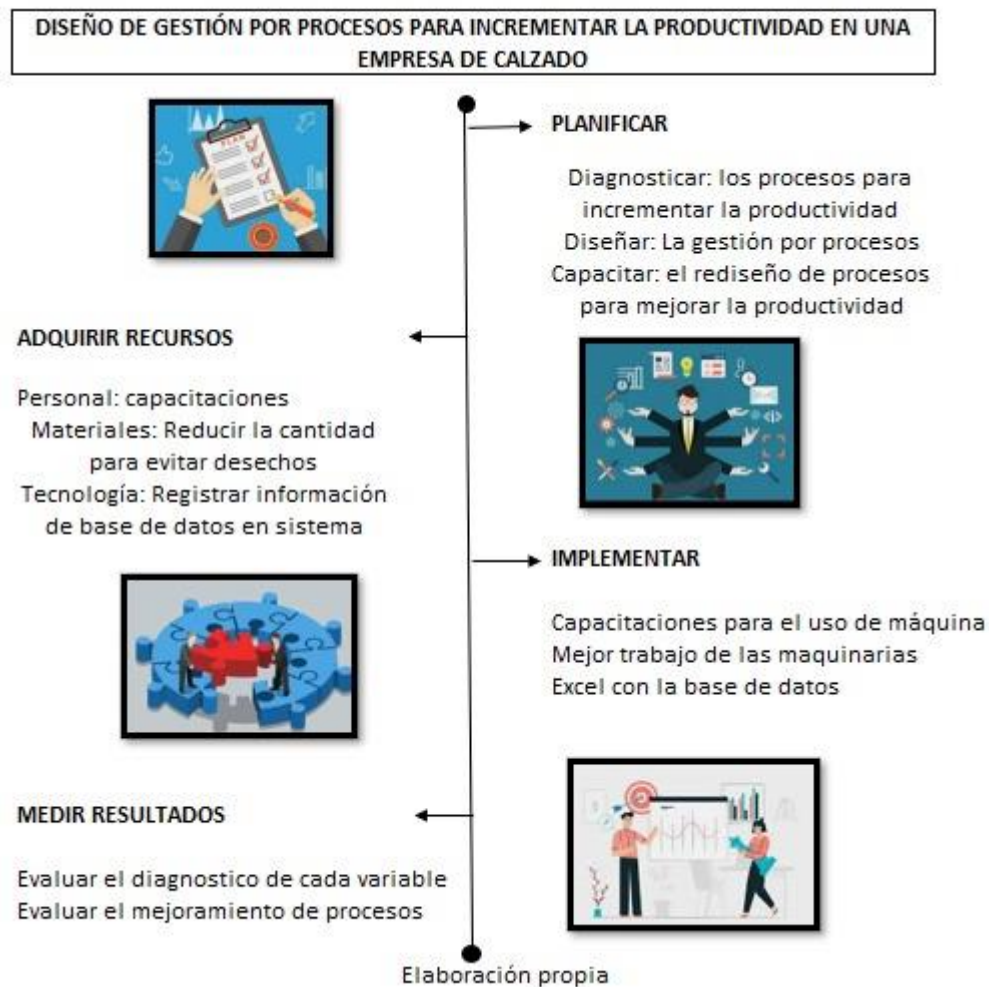 DISEÑO DE GESTIÓN POR PROCESOS PARA INCREMENTAR LA PRODUCTIVIDAD EN UNA
EMPRESA DE CALZADO
PLAN
PLANIFICAR
Diagnosticar: los procesos para
incrementar la productividad
Diseñar: La gestión por procesos
Capacitar: el rediseño de procesos
para mejorar la productividad
ADQUIRIR RECURSOS
Personal: capacitaciones
Materiales: Reducir la cantidad
para evitar desechos
Tecnología: Registrar información
de base de datos en sistema
IMPLEMENTAR
Capacitaciones para el uso de máquina
Mejor trabajo de las maquinarias
Excel con la base de datos
MEDIR RESULTADOS
Evaluar el diagnostico de cada variable
Evaluar el mejoramiento de procesos
Elaboración propia